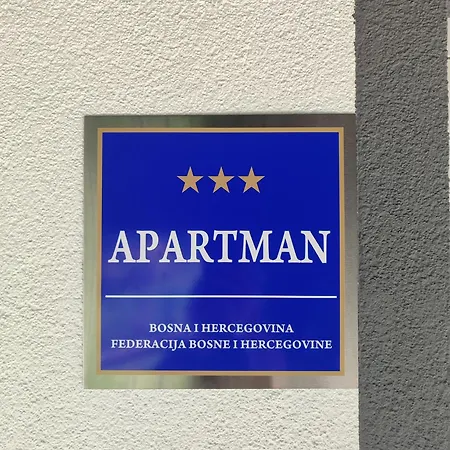 APARTMAN
BOSNA I HERCEGOVINA
FEDERACIJA BOSNE I HERCEGOVINE